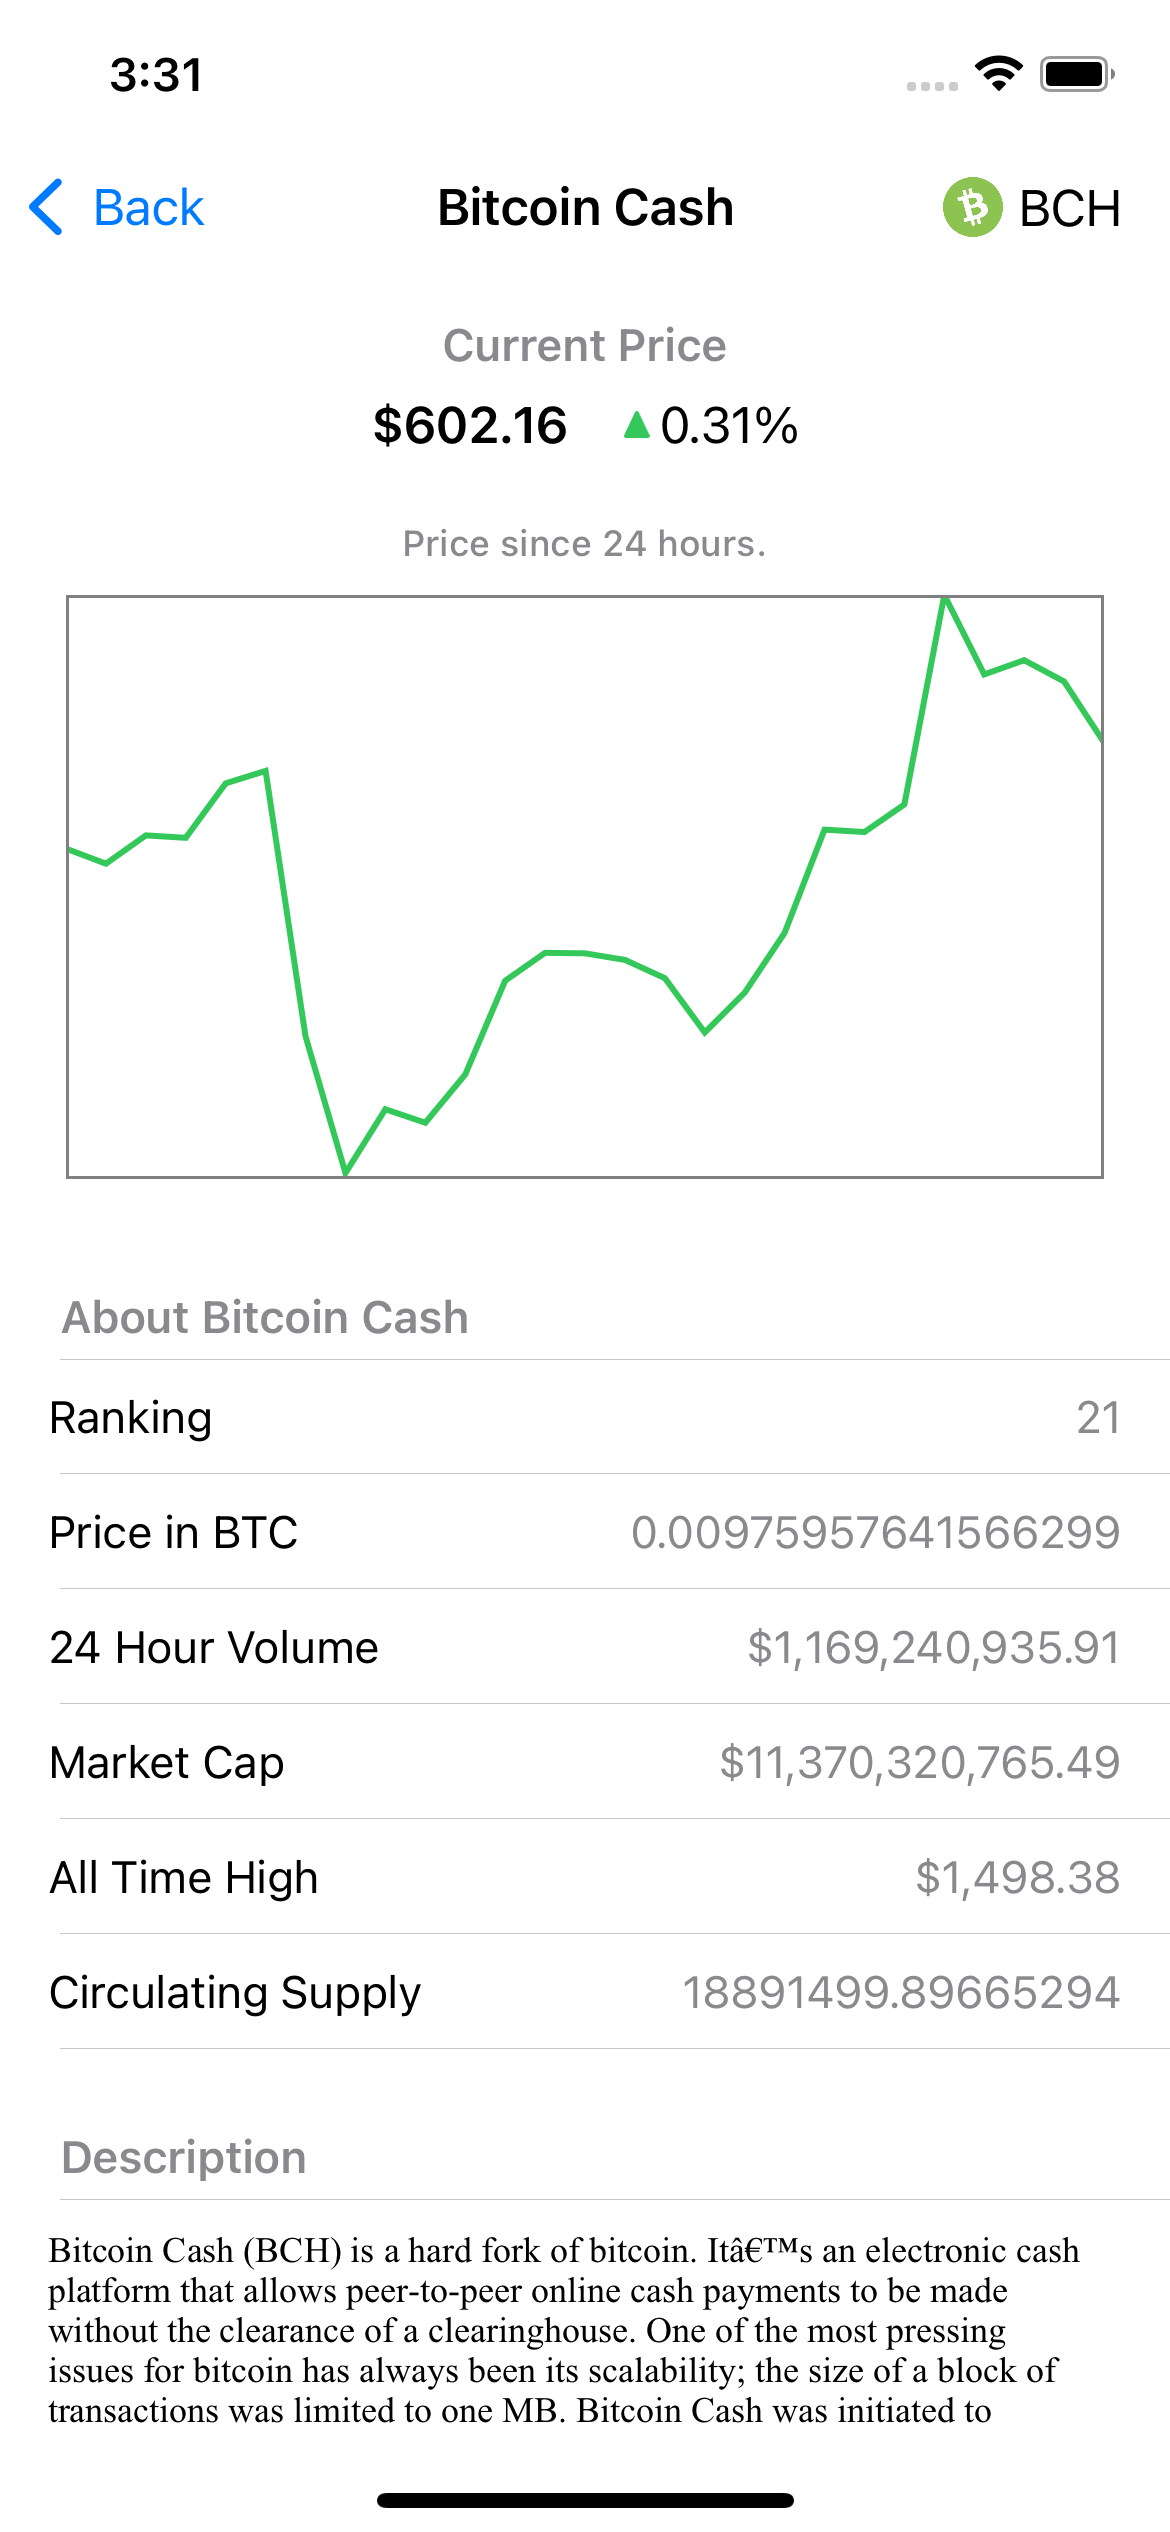 3:31
Back
Bitcoin Cash
BCH
Current Price
$602.16 ▲0.31%
Price since 24 hours.
About Bitcoin Cash
Ranking 21
Price in BTC 0.00975957641566299
24 Hour Volume $1,169,240,935.91
Market Cap $11,370,320,765.49
All Time High $1,498.38
Circulating Supply 18891499.89665294
Description
Bitcoin Cash (BCH) is a hard fork of bitcoin. Itâ€™s an electronic cash
platform that allows peer-to-peer online cash payments to be made
without the clearance of a clearinghouse. One of the most pressing
issues for bitcoin has always been its scalability; the size of a block of
transactions was limited to one MB. Bitcoin Cash was initiated to